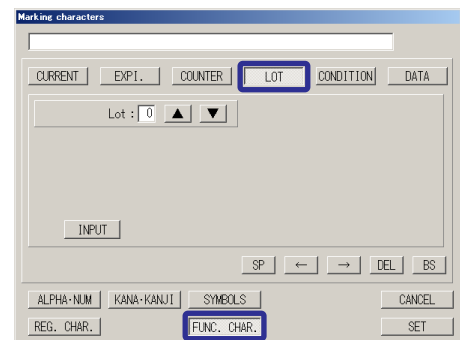 Marking characters
CURRENT EXPI. COUNTER LOT CONDITION DATA
Lot : 0 ▲ ▼
INPUT
SP ← → DEL BS
ALPHA·NUM KANA·KANJI SYMBOLS CANCEL
REG. CHAR. FUNC. CHAR. SET